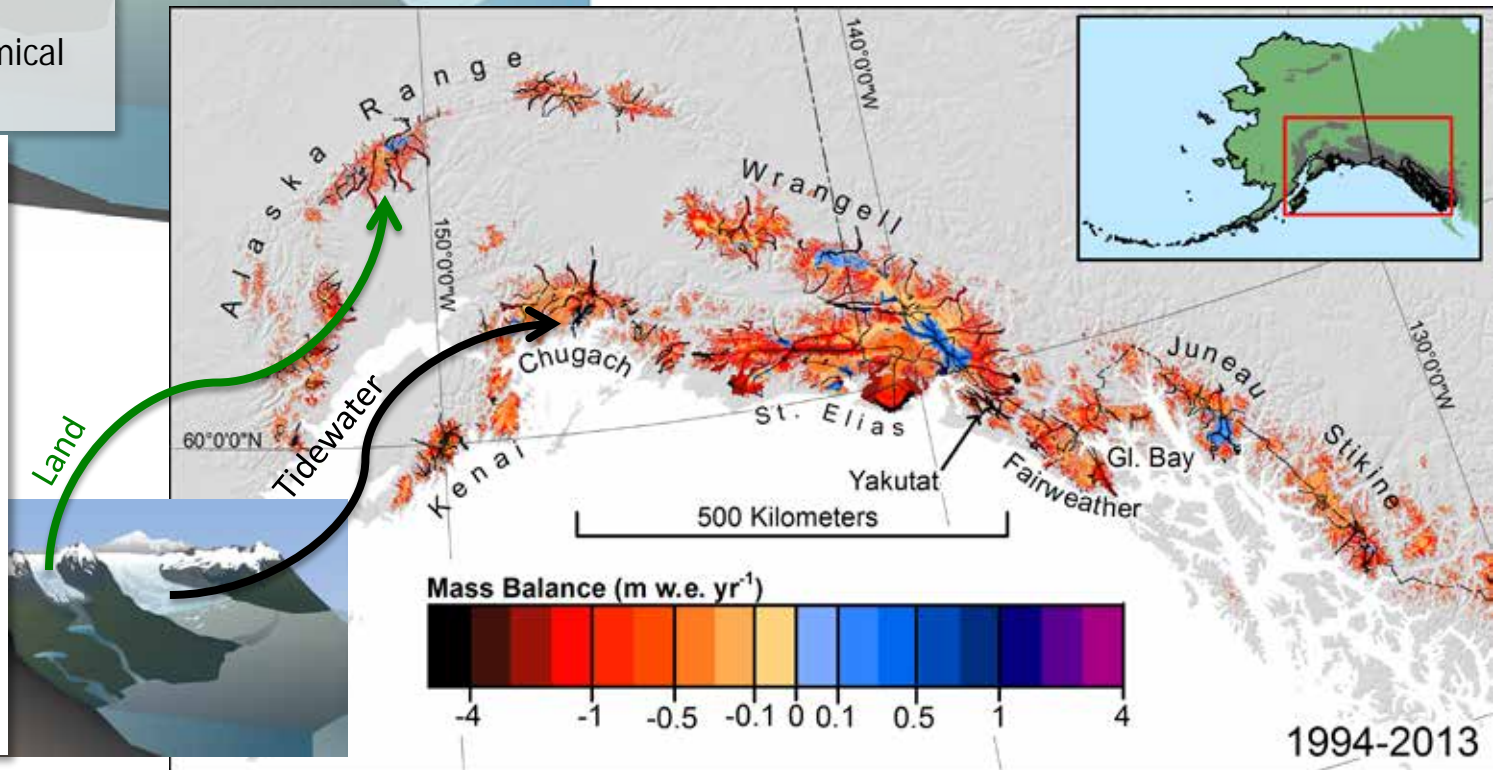 mical
Alaska Range
140°0'0"W
Wrangell
150°0'0"W
Chugach
Juneau
130°0'0"W
St. Elias
60°0'0"N
Land
Tidewater
Kenai
Yakutat
Fairweather
Gl. Bay
Stikine
500 Kilometers
Mass Balance (m w.e. yr⁻¹)
-4 -1 -0.5 -0.1 0 0.1 0.5 1 4
1994-2013